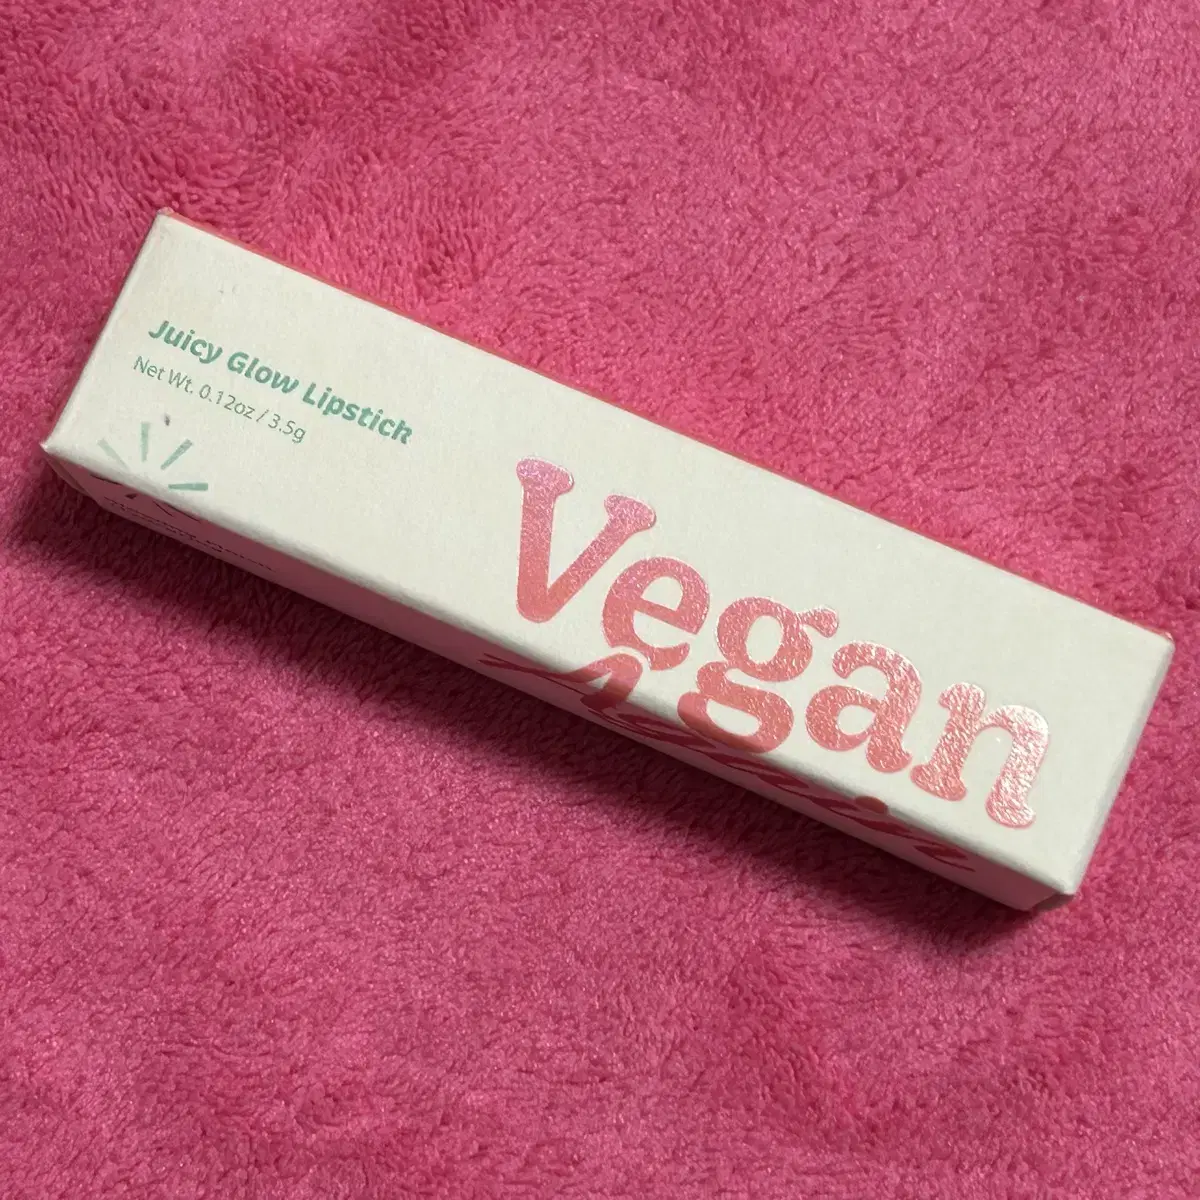 Juicy Glow Lipstick
Net Wt. 0.12oz / 3.5g
Vegan